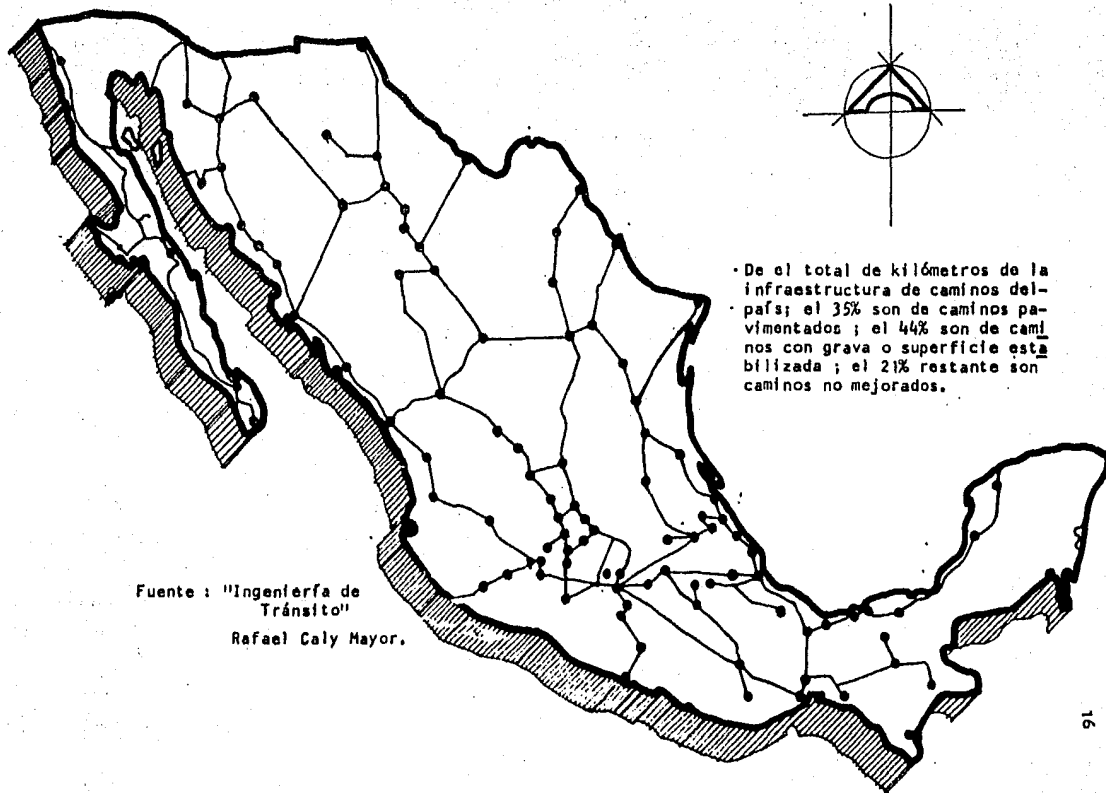 · De el total de kilómetros de la
infraestructura de caminos del-
país; el 35% son de caminos pa-
vimentados ; el 44% son de cami
nos con grava o superficie esta
bilizada ; el 21% restante son
caminos no mejorados.
Fuente : "Ingeniería de
Tránsito"
Rafael Caly Mayor.
16